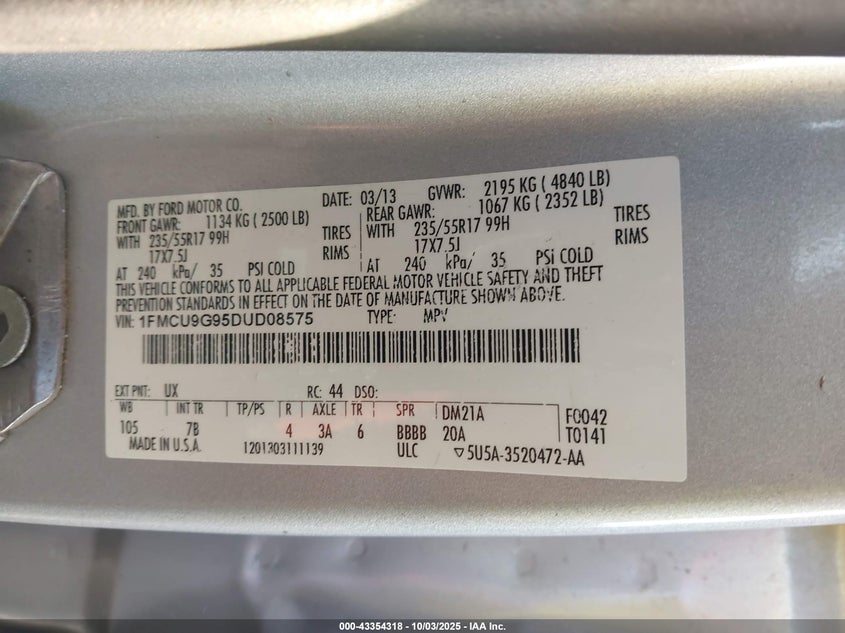 MFD. BY FORD MOTOR CO. DATE: 03/13 GVWR: 2195 KG ( 4840 LB)
FRONT GAWR: 1134 KG ( 2500 LB) REAR GAWR: 1067 KG ( 2352 LB)
WITH 235/55R17 99H TIRES WITH 235/55R17 99H TIRES
17X7.5J RIMS 17X7.5J RIMS
AT 240 kPa/ 35 PSI COLD AT 240 kPa/ 35 PSI COLD
THIS VEHICLE CONFORMS TO ALL APPLICABLE FEDERAL MOTOR VEHICLE SAFETY AND THEFT
PREVENTION STANDARDS IN EFFECT ON THE DATE OF MANUFACTURE SHOWN ABOVE.
VIN: 1FMCU9G95DUD08575 TYPE: MPV
EXT PNT: UX RC: 44 DSO:
WB INT TR TP/PS R AXLE TR SPR DM21A F0042
105 7B 4 3A 6 BBBB 20A T0141
MADE IN U.S.A. 1201303111139 ULC ▽5U5A-3520472-AA
000-43354318 - 10/03/2025 - IAA Inc.